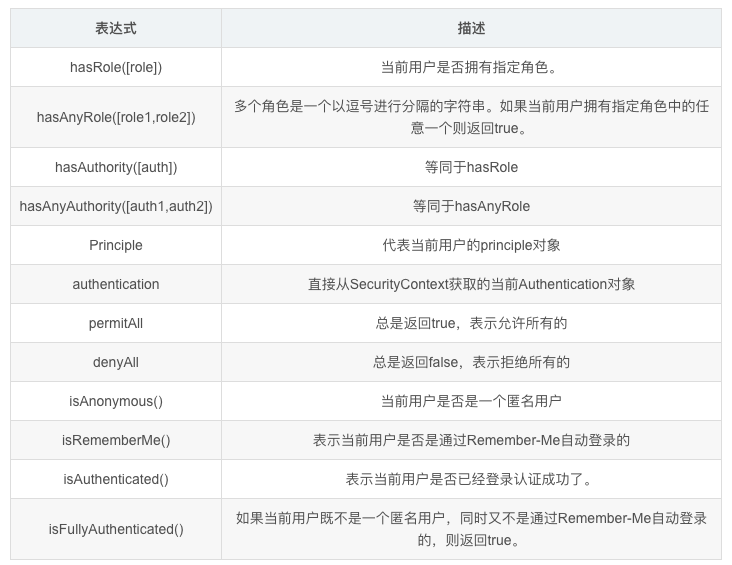 表达式 描述
hasRole([role]) 当前用户是否拥有指定角色。
hasAnyRole([role1,role2]) 多个角色是一个以逗号进行分隔的字符串。如果当前用户拥有指定角色中的任
意一个则返回true。
hasAuthority([auth]) 等同于hasRole
hasAnyAuthority([auth1,auth2]) 等同于hasAnyRole
Principle 代表当前用户的principle对象
authentication 直接从SecurityContext获取的当前Authentication对象
permitAll 总是返回true，表示允许所有的
denyAll 总是返回false，表示拒绝所有的
isAnonymous() 当前用户是否是一个匿名用户
isRememberMe() 表示当前用户是否是通过Remember-Me自动登录的
isAuthenticated() 表示当前用户是否已经登录认证成功了。
isFullyAuthenticated() 如果当前用户既不是一个匿名用户，同时又不是通过Remember-Me自动登录
的，则返回true。